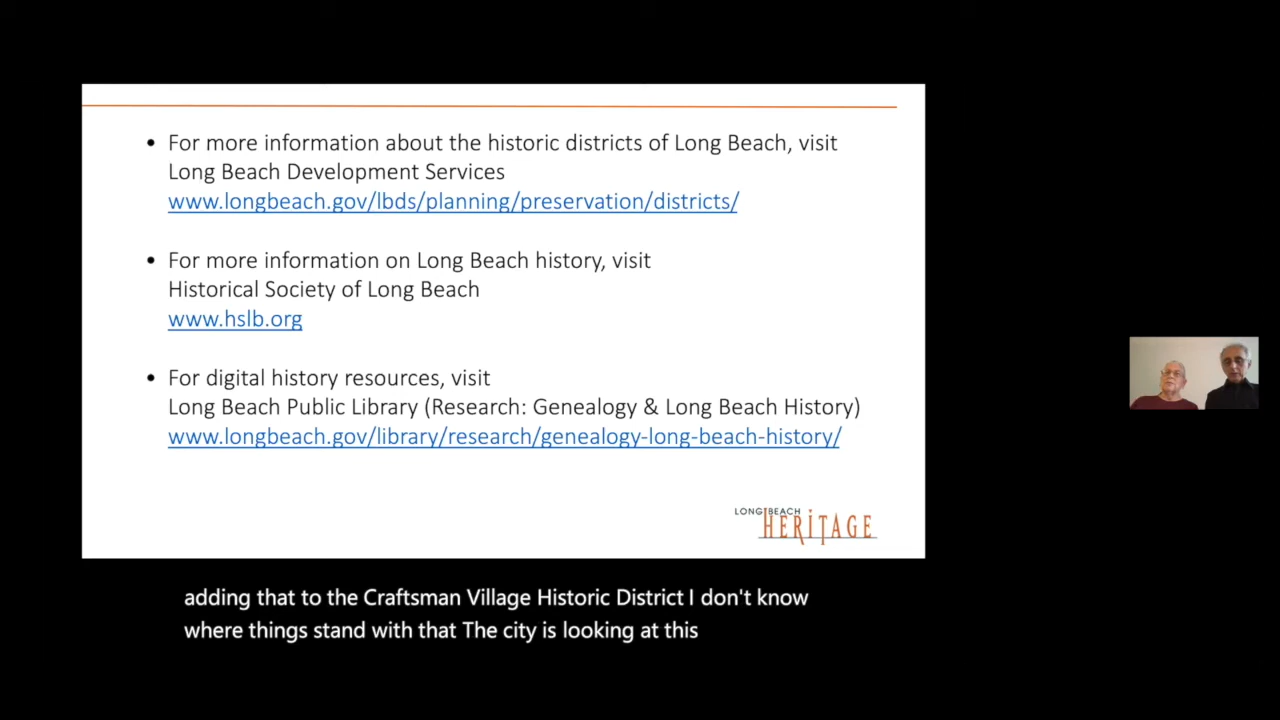 • For more information about the historic districts of Long Beach, visit
Long Beach Development Services
www.longbeach.gov/lbds/planning/preservation/districts/
• For more information on Long Beach history, visit
Historical Society of Long Beach
www.hslb.org
• For digital history resources, visit
Long Beach Public Library (Research: Genealogy & Long Beach History)
www.longbeach.gov/library/research/genealogy-long-beach-history/
LONG BEACH
HERITAGE
adding that to the Craftsman Village Historic District I don't know
where things stand with that The city is looking at this